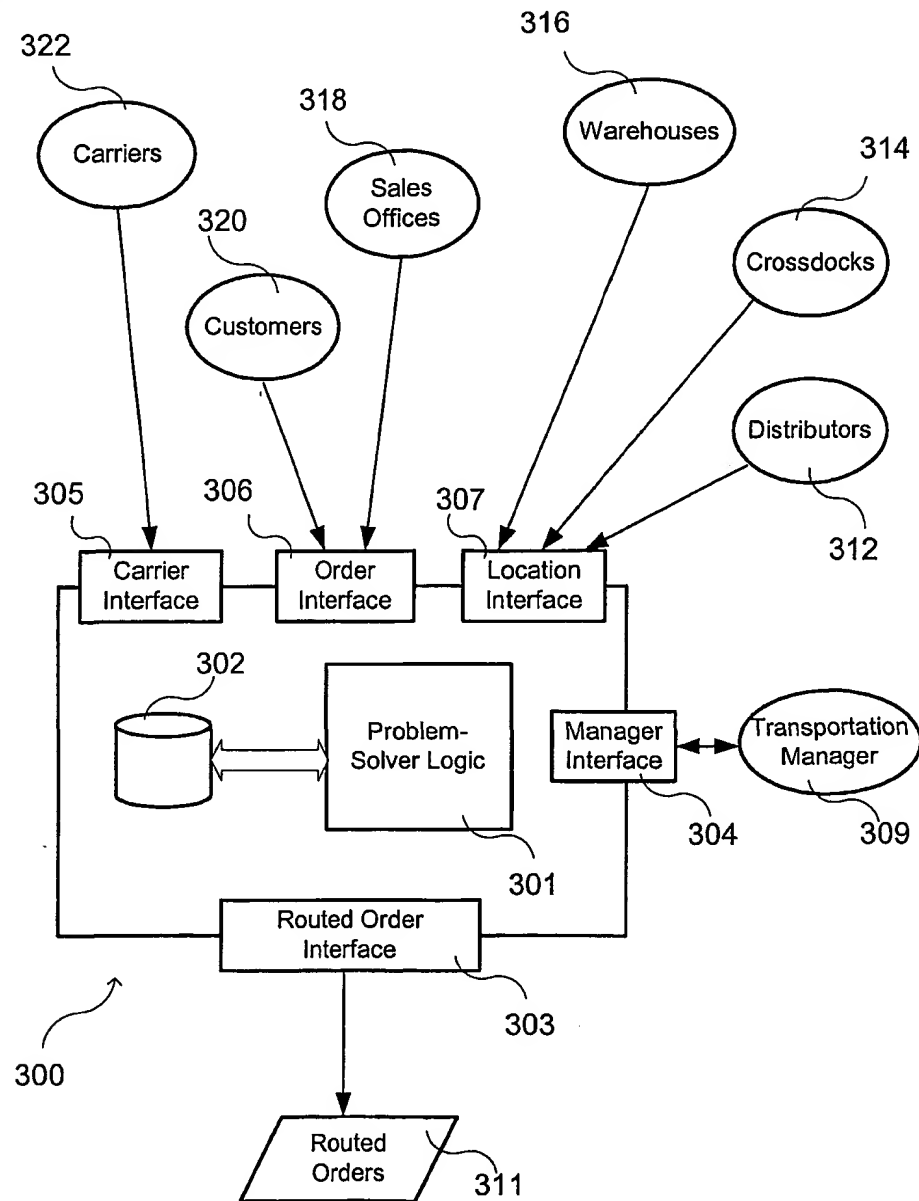 322
316
318
Carriers
Warehouses
314
Sales
Offices
320
Crossdocks
Customers
Distributors
305
306
307
312
Carrier
Interface
Order
Interface
Location
Interface
302
Problem-
Solver Logic
Manager
Interface
Transportation
Manager
304
309
301
Routed Order
Interface
303
300
Routed
Orders
311